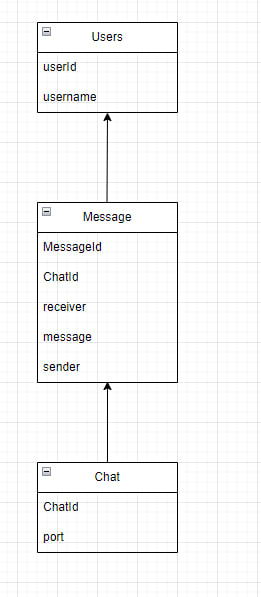 Users
userId
username
Message
MessageId
ChatId
receiver
message
sender
Chat
ChatId
port